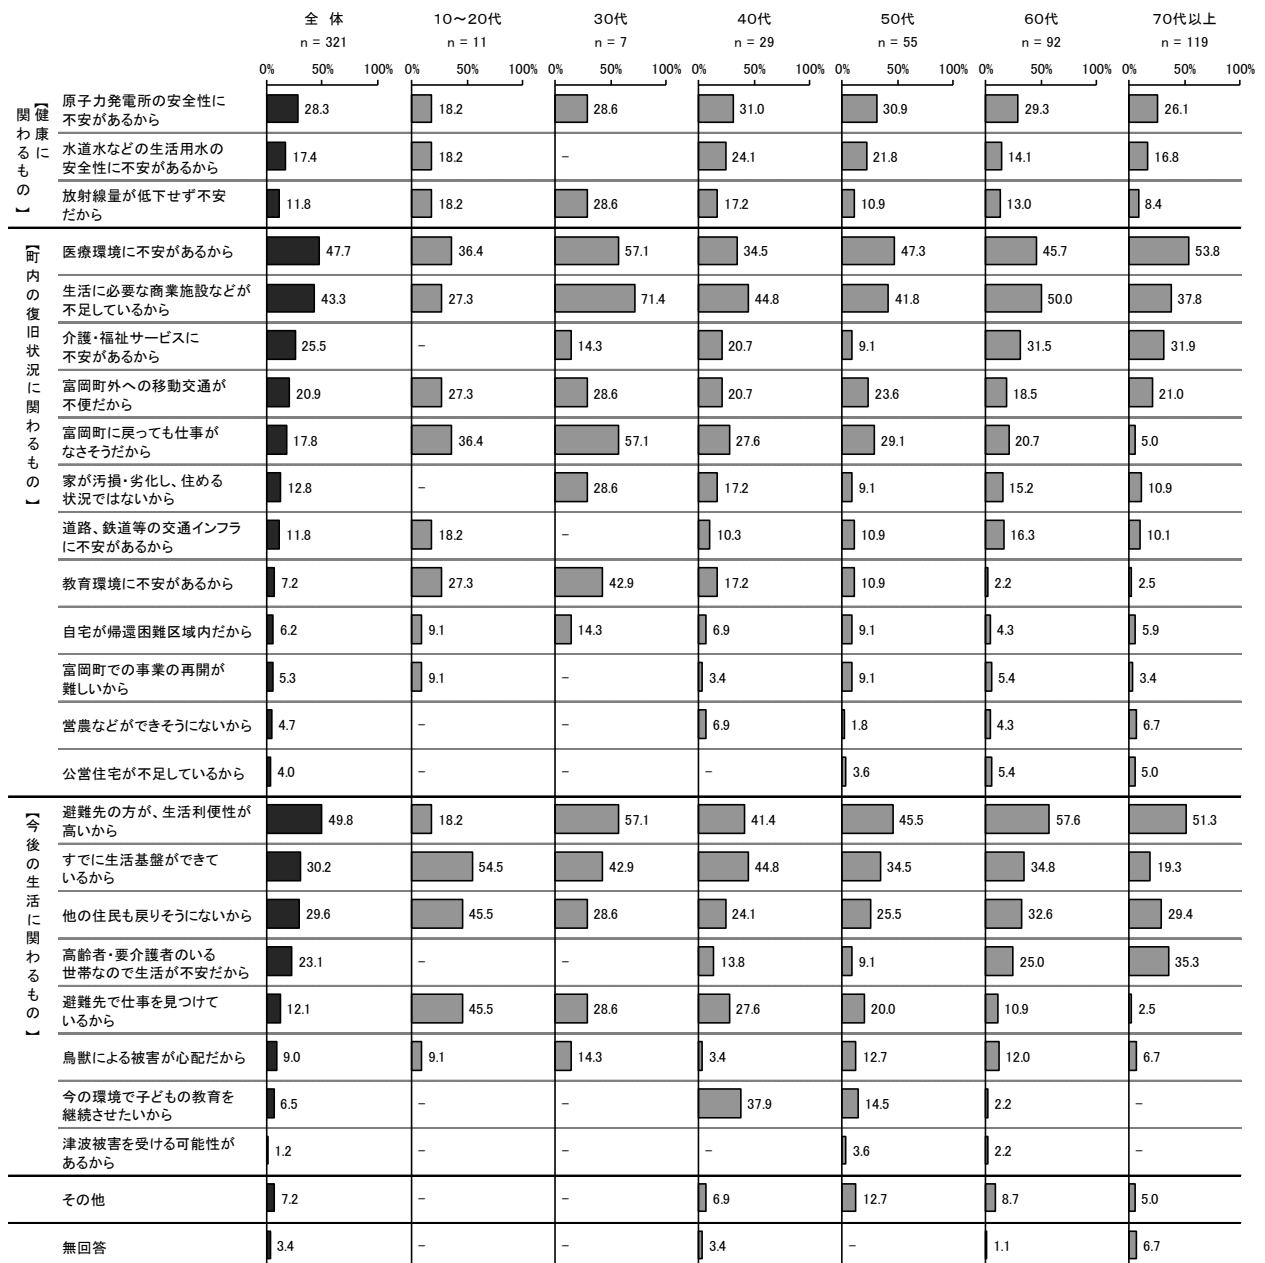 全 体 10～20代 30代 40代 50代 60代 70代以上
n = 321 n = 11 n = 7 n = 29 n = 55 n = 92 n = 119
0% 50% 100% 0% 50% 100% 0% 50% 100% 0% 50% 100% 0% 50% 100% 0% 50% 100% 0% 50% 100%
【健康に
関わるもの】
原子力発電所の安全性に
不安があるから
28.3 18.2 28.6 31.0 30.9 29.3 26.1
水道水などの生活用水の
安全性に不安があるから
17.4 18.2 － 24.1 21.8 14.1 16.8
放射線量が低下せず不安
だから
11.8 18.2 28.6 17.2 10.9 13.0 8.4
【町内の復旧状況に関わるもの】
医療環境に不安があるから
47.7 36.4 57.1 34.5 47.3 45.7 53.8
生活に必要な商業施設などが
不足しているから
43.3 27.3 71.4 44.8 41.8 50.0 37.8
介護・福祉サービスに
不安があるから
25.5 － 14.3 20.7 9.1 31.5 31.9
富岡町外への移動交通が
不便だから
20.9 27.3 28.6 20.7 23.6 18.5 21.0
富岡町に戻っても仕事が
なさそうだから
17.8 36.4 57.1 27.6 29.1 20.7 5.0
家が汚損・劣化し、住める
状況ではないから
12.8 － 28.6 17.2 9.1 15.2 10.9
道路、鉄道等の交通インフラ
に不安があるから
11.8 18.2 － 10.3 10.9 16.3 10.1
教育環境に不安があるから
7.2 27.3 42.9 17.2 10.9 2.2 2.5
自宅が帰還困難区域内だから
6.2 9.1 14.3 6.9 9.1 4.3 5.9
富岡町での事業の再開が
難しいから
5.3 9.1 － 3.4 9.1 5.4 3.4
営農などができそうにないから
4.7 － － 6.9 1.8 4.3 6.7
公営住宅が不足しているから
4.0 － － － 3.6 5.4 5.0
【今後の生活に関わるもの】
避難先の方が、生活利便性が
高いから
49.8 18.2 57.1 41.4 45.5 57.6 51.3
すでに生活基盤ができて
いるから
30.2 54.5 42.9 44.8 34.5 34.8 19.3
他の住民も戻りそうにないから
29.6 45.5 28.6 24.1 25.5 32.6 29.4
高齢者・要介護者のいる
世帯なので生活が不安だから
23.1 － － 13.8 9.1 25.0 35.3
避難先で仕事を見つけて
いるから
12.1 45.5 28.6 27.6 20.0 10.9 2.5
鳥獣による被害が心配だから
9.0 9.1 14.3 3.4 12.7 12.0 6.7
今の環境で子どもの教育を
継続させたいから
6.5 － － 37.9 14.5 2.2 －
津波被害を受ける可能性が
あるから
1.2 － － － 3.6 2.2 －
その他
7.2 － － 6.9 12.7 8.7 5.0
無回答
3.4 － － 3.4 － 1.1 6.7